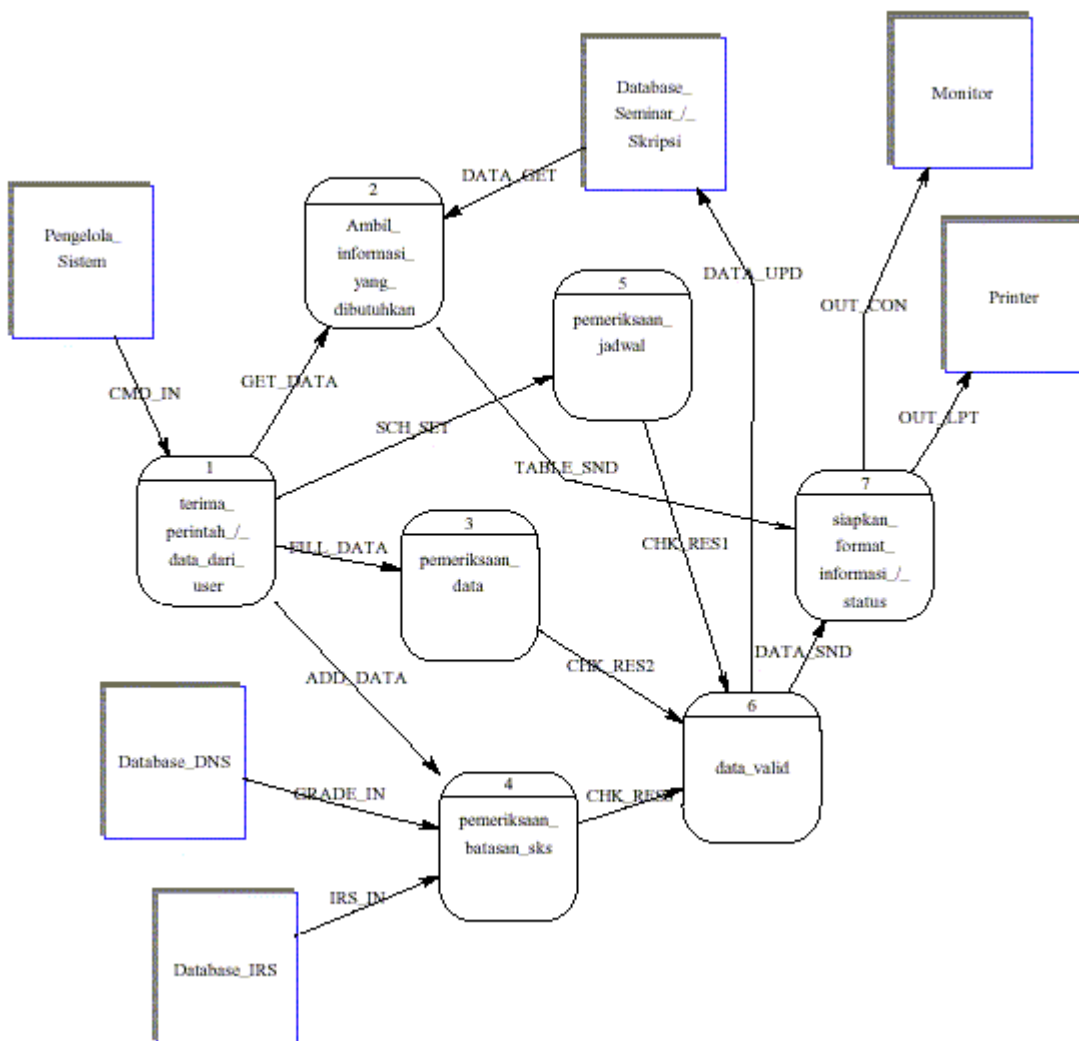 Database_
Seminar_/_
Skripsi
Monitor
Pengelola_
Sistem
DATA_GET
2
Ambil_
informasi_
yang_
dibutuhkan
DATA_UPD
5
pemeriksaan_
jadwal
OUT_CON
Printer
CMD_IN
GET_DATA
SCH_SET
OUT_LPT
1
terima_
perintah_/_
data_dari_
user
TABLE_SND
7
siapkan_
format_
informasi_/_
status
FILL_DATA
3
pemeriksaan_
data
CHK_RES1
ADD_DATA
CHK_RES2
DATA_SND
6
data_valid
Database_DNS
GRADE_IN
4
pemeriksaan_
batasan_sks
IRS_IN
Database_IRS